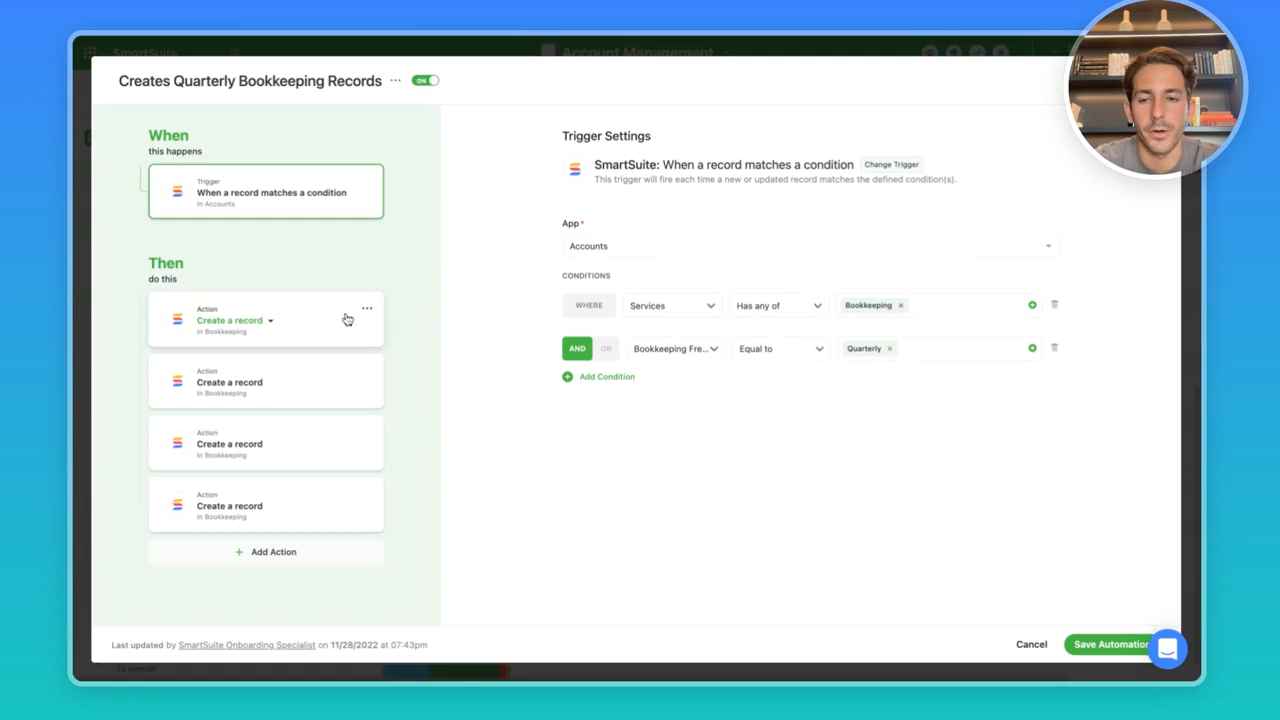 SmartSuite
Account Management
Creates Quarterly Bookkeeping Records ... ON
When
this happens
Trigger
When a record matches a condition
In Accounts
Then
do this
Action
Create a record
In Bookkeeping
Action
Create a record
In Bookkeeping
Action
Create a record
In Bookkeeping
Action
Create a record
In Bookkeeping
+ Add Action
Trigger Settings
SmartSuite: When a record matches a condition Change Trigger
This trigger will fire each time a new or updated record matches the defined condition(s).
App*
Accounts
CONDITIONS
WHERE Services Has any of Bookkeeping ×
AND OR Bookkeeping Fre... Equal to Quarterly ×
Add Condition
Last updated by SmartSuite Onboarding Specialist on 11/28/2022 at 07:43pm
Cancel Save Automation